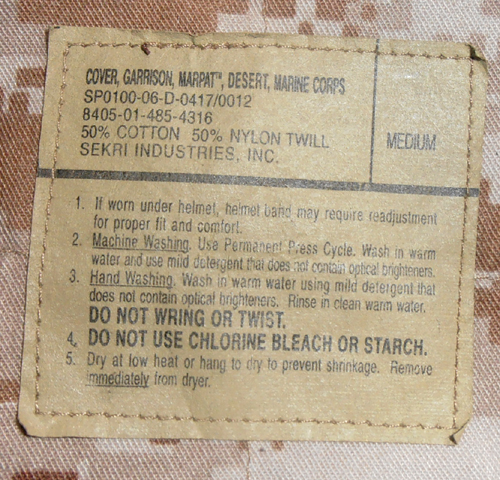 COVER, GARRISON, MARPAT™, DESERT, MARINE CORPS
SP0100-06-D-0417/0012
8405-01-485-4316
50% COTTON 50% NYLON TWILL
SEKRI INDUSTRIES, INC.
MEDIUM
1. If worn under helmet, helmet band may require readjustment
for proper fit and comfort.
2. Machine Washing. Use Permanent Press Cycle. Wash in warm
water and use mild detergent that does not contain optical brighteners.
3. Hand Washing. Wash in warm water using mild detergent that
does not contain optical brighteners. Rinse in clean warm water.
DO NOT WRING OR TWIST.
4. DO NOT USE CHLORINE BLEACH OR STARCH.
5. Dry at low heat or hang to dry to prevent shrinkage. Remove
immediately from dryer.